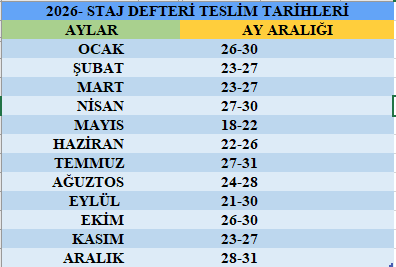 2026- STAJ DEFTERİ TESLİM TARİHLERİ
AYLAR AY ARALIĞI
OCAK 26-30
ŞUBAT 23-27
MART 23-27
NİSAN 27-30
MAYIS 18-22
HAZİRAN 22-26
TEMMUZ 27-31
AĞUZTOS 24-28
EYLÜL 21-30
EKİM 26-30
KASIM 23-27
ARALIK 28-31